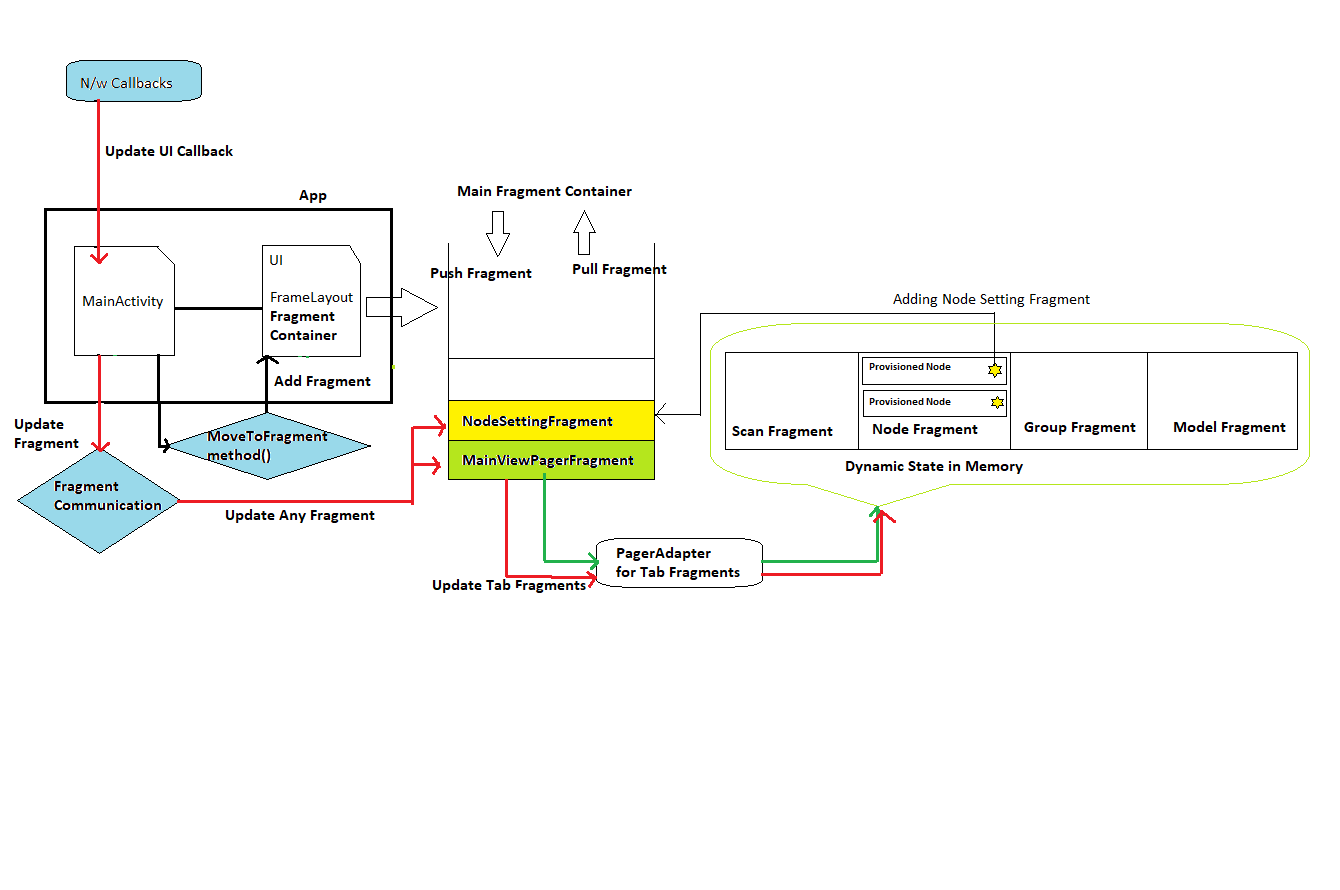 N/w Callbacks
Update UI Callback
App
MainActivity
UI
FrameLayout
Fragment
Container
Add Fragment
Update
Fragment
MoveToFragment
method()
Fragment
Communication
Update Any Fragment
Main Fragment Container
Push Fragment
Pull Fragment
NodeSettingFragment
MainViewPagerFragment
Update Tab Fragments
PagerAdapter
for Tab Fragments
Adding Node Setting Fragment
Scan Fragment
Provisioned Node
Provisioned Node
Node Fragment
Group Fragment
Model Fragment
Dynamic State in Memory